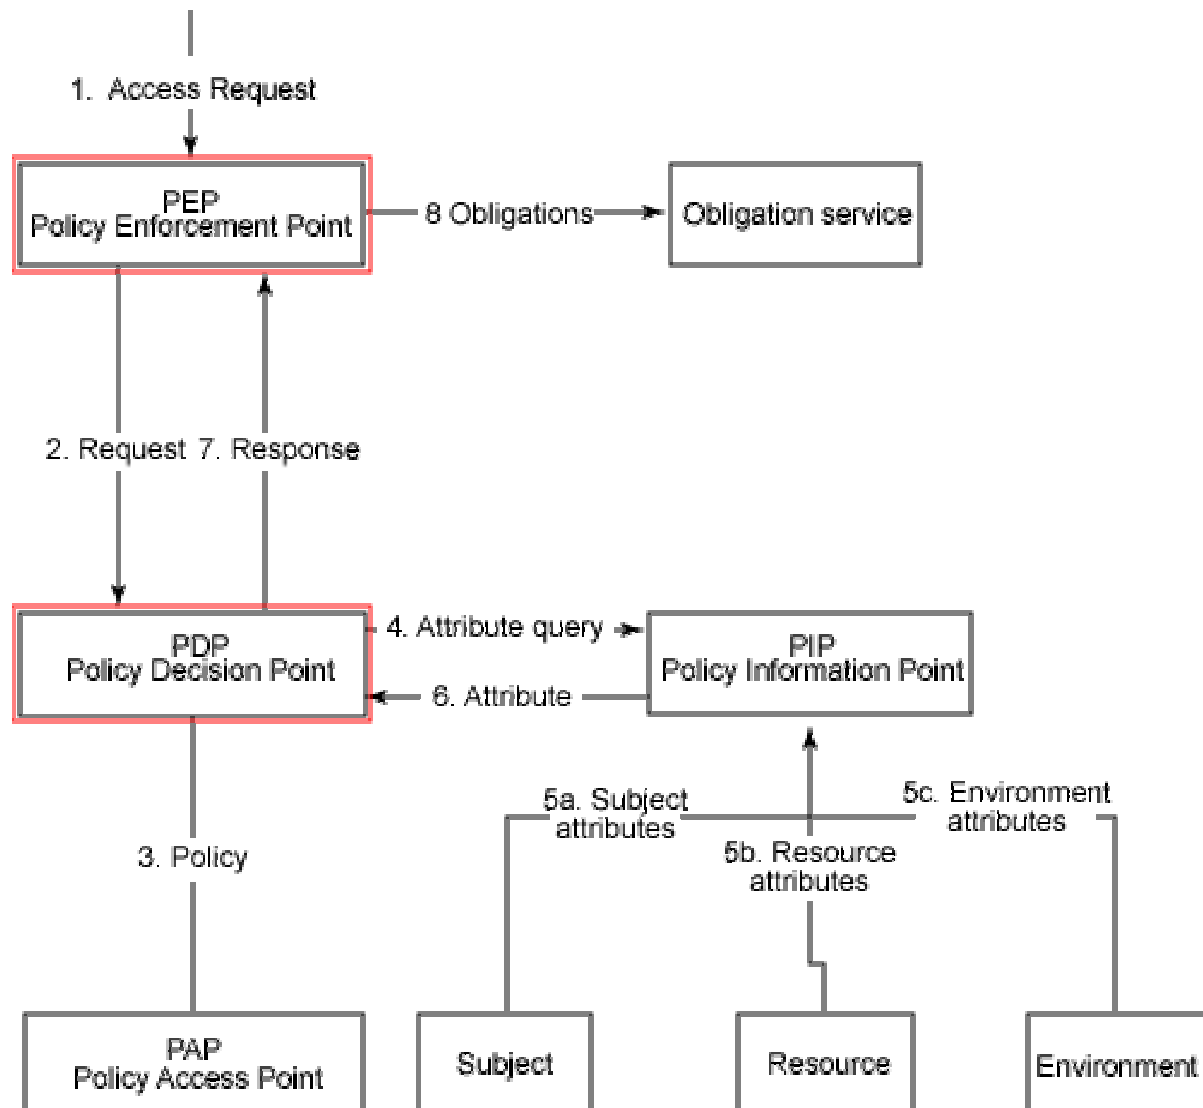 1. Access Request
PEP
Policy Enforcement Point
8 Obligations
Obligation service
2. Request
7. Response
PDP
Policy Decision Point
4. Attribute query
6. Attribute
PIP
Policy Information Point
5a. Subject
attributes
5c. Environment
attributes
5b. Resource
attributes
3. Policy
PAP
Policy Access Point
Subject
Resource
Environment